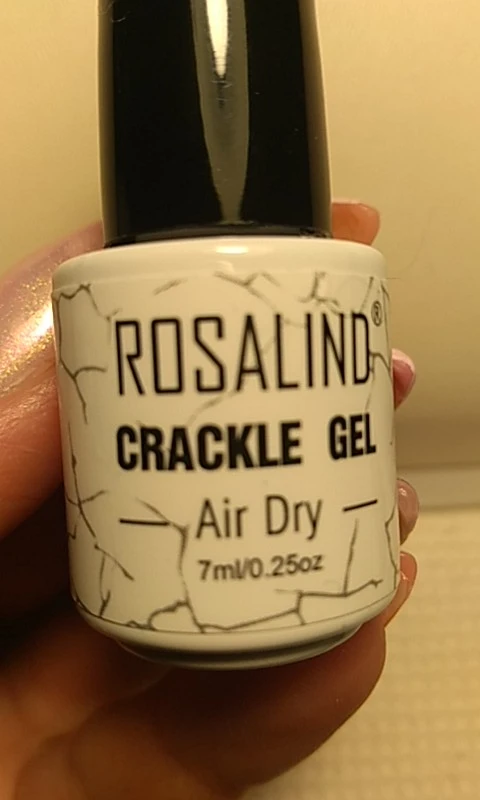 ROSALIND®
CRACKLE GEL
Air Dry
7ml/0.25oz